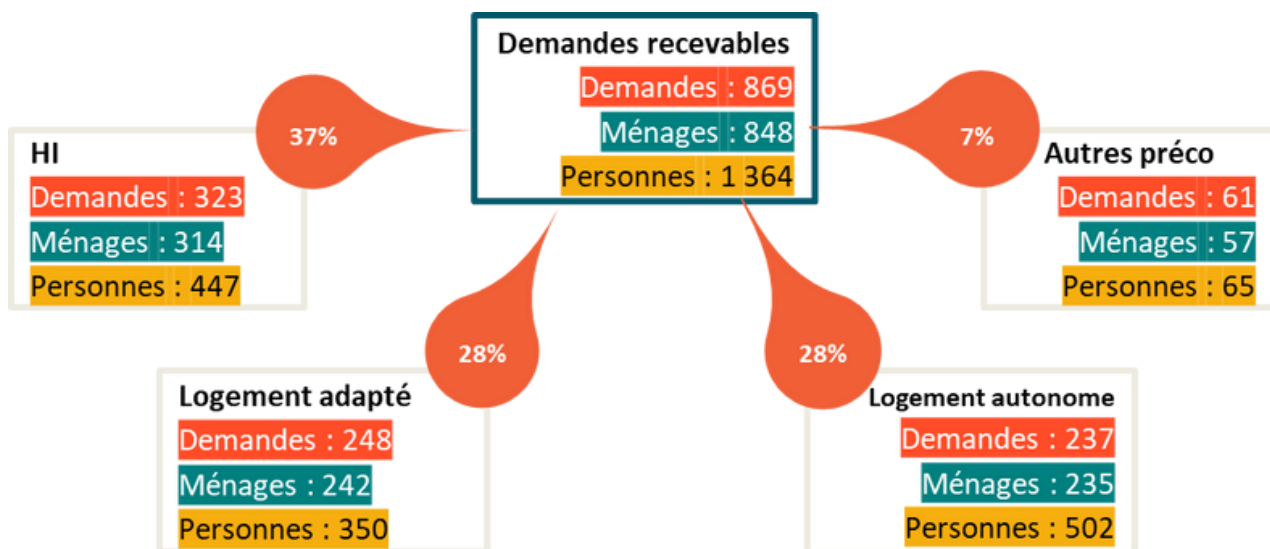 Demandes recevables
Demandes : 869
Ménages : 848
Personnes : 1 364
37%
HI
Demandes : 323
Ménages : 314
Personnes : 447
7%
Autres préco
Demandes : 61
Ménages : 57
Personnes : 65
28%
Logement adapté
Demandes : 248
Ménages : 242
Personnes : 350
28%
Logement autonome
Demandes : 237
Ménages : 235
Personnes : 502